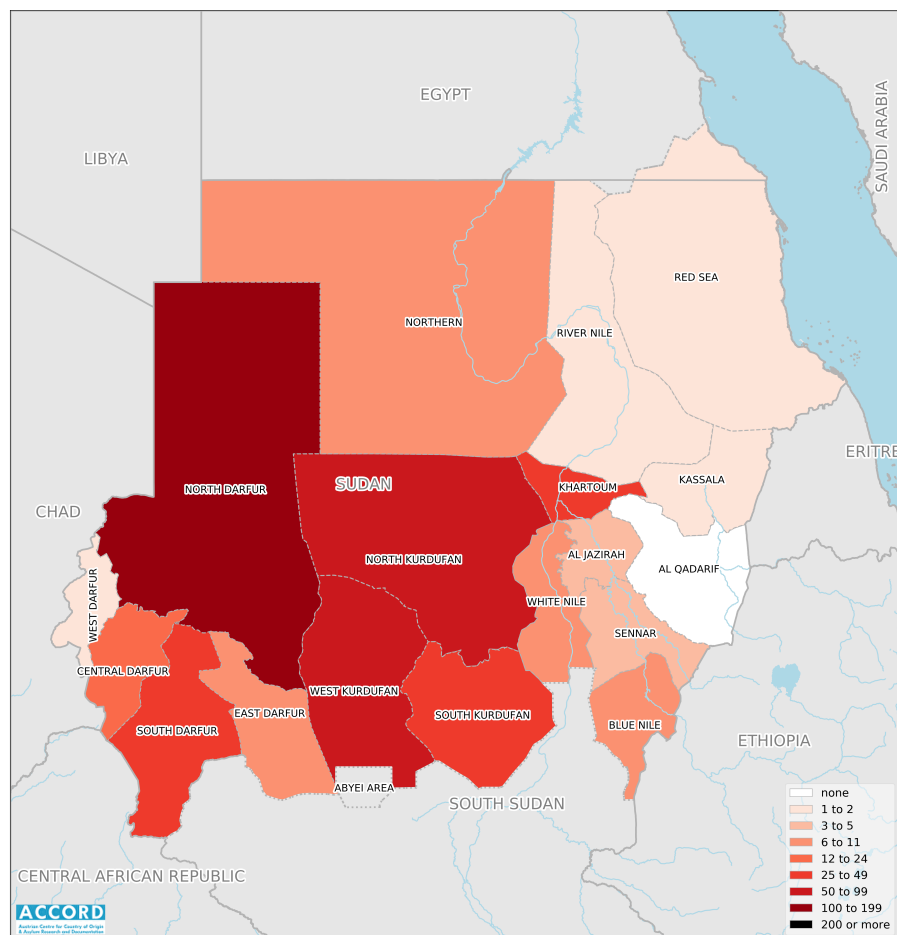 EGYPT
SAUDI ARABIA
LIBYA
RED SEA
NORTHERN
RIVER NILE
ERITRE
KASSALA
SUDAN
KHARTOUM
NORTH DARFUR
CHAD
AL JAZIRAH
NORTH KURDUFAN
AL QADARIF
WEST DARFUR
WHITE NILE
SENNAR
CENTRAL DARFUR
WEST KURDUFAN
EAST DARFUR
SOUTH KURDUFAN
BLUE NILE
SOUTH DARFUR
ETHIOPIA
ABYEI AREA
SOUTH SUDAN
none
1 to 2
3 to 5
6 to 11
12 to 24
25 to 49
50 to 99
100 to 199
200 or more
CENTRAL AFRICAN REPUBLIC
ACCORD
Austrian Centre for Country of Origin
& Asylum Research and Documentation